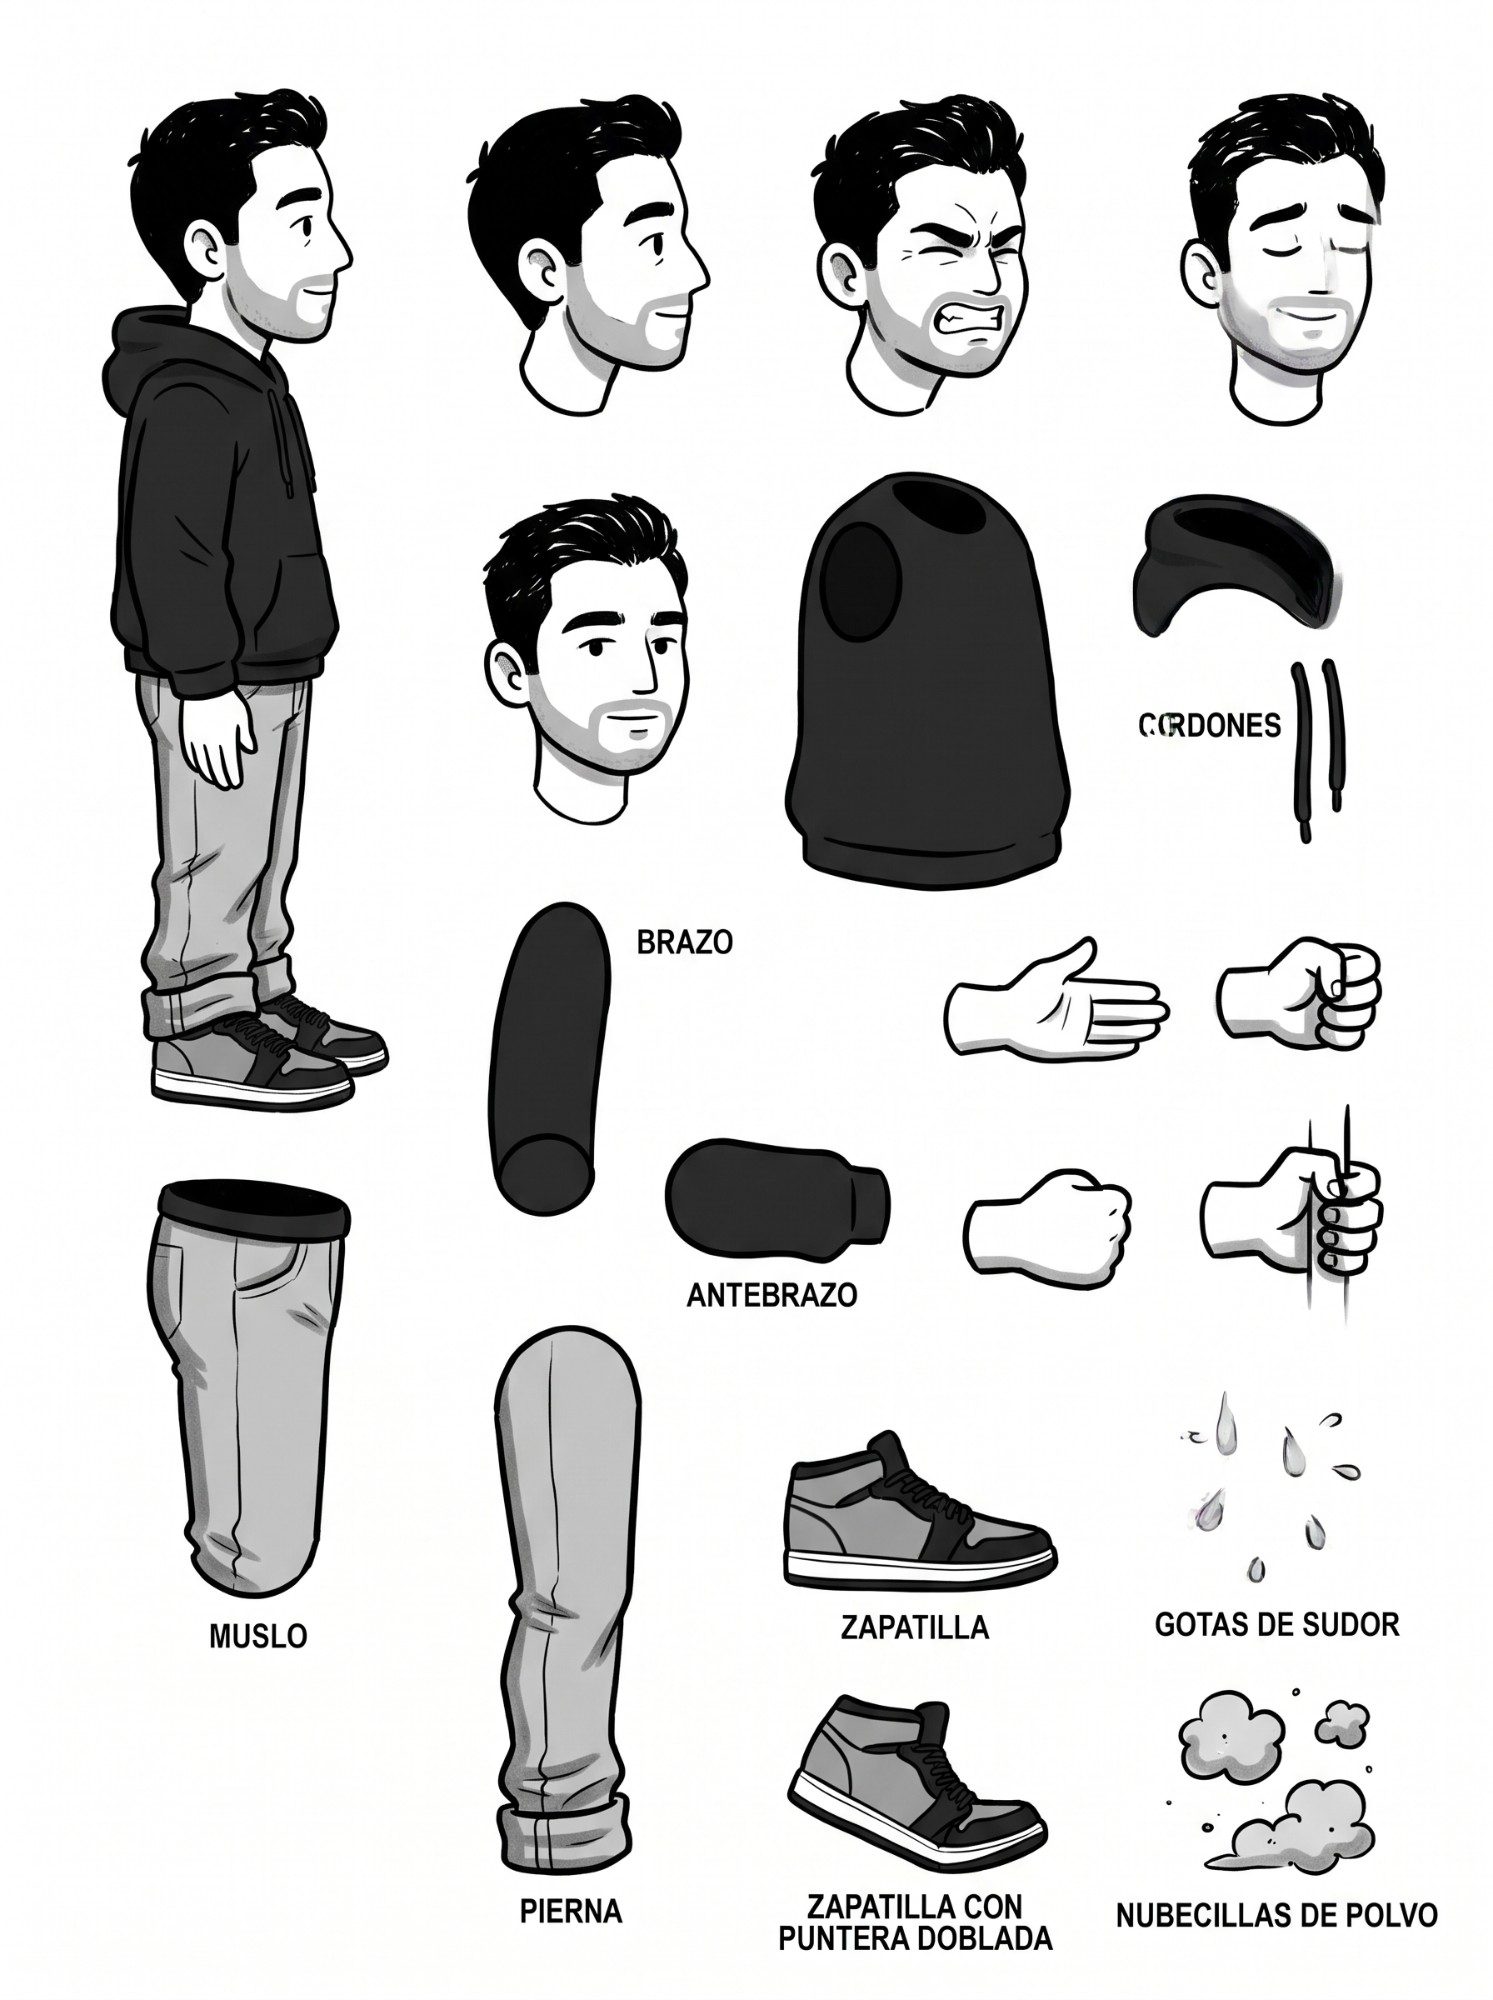 CORDONES
BRAZO
ANTEBRAZO
MUSLO
ZAPATILLA
GOTAS DE SUDOR
PIERNA
ZAPATILLA CON
PUNTERA DOBLADA
NUBECILLAS DE POLVO